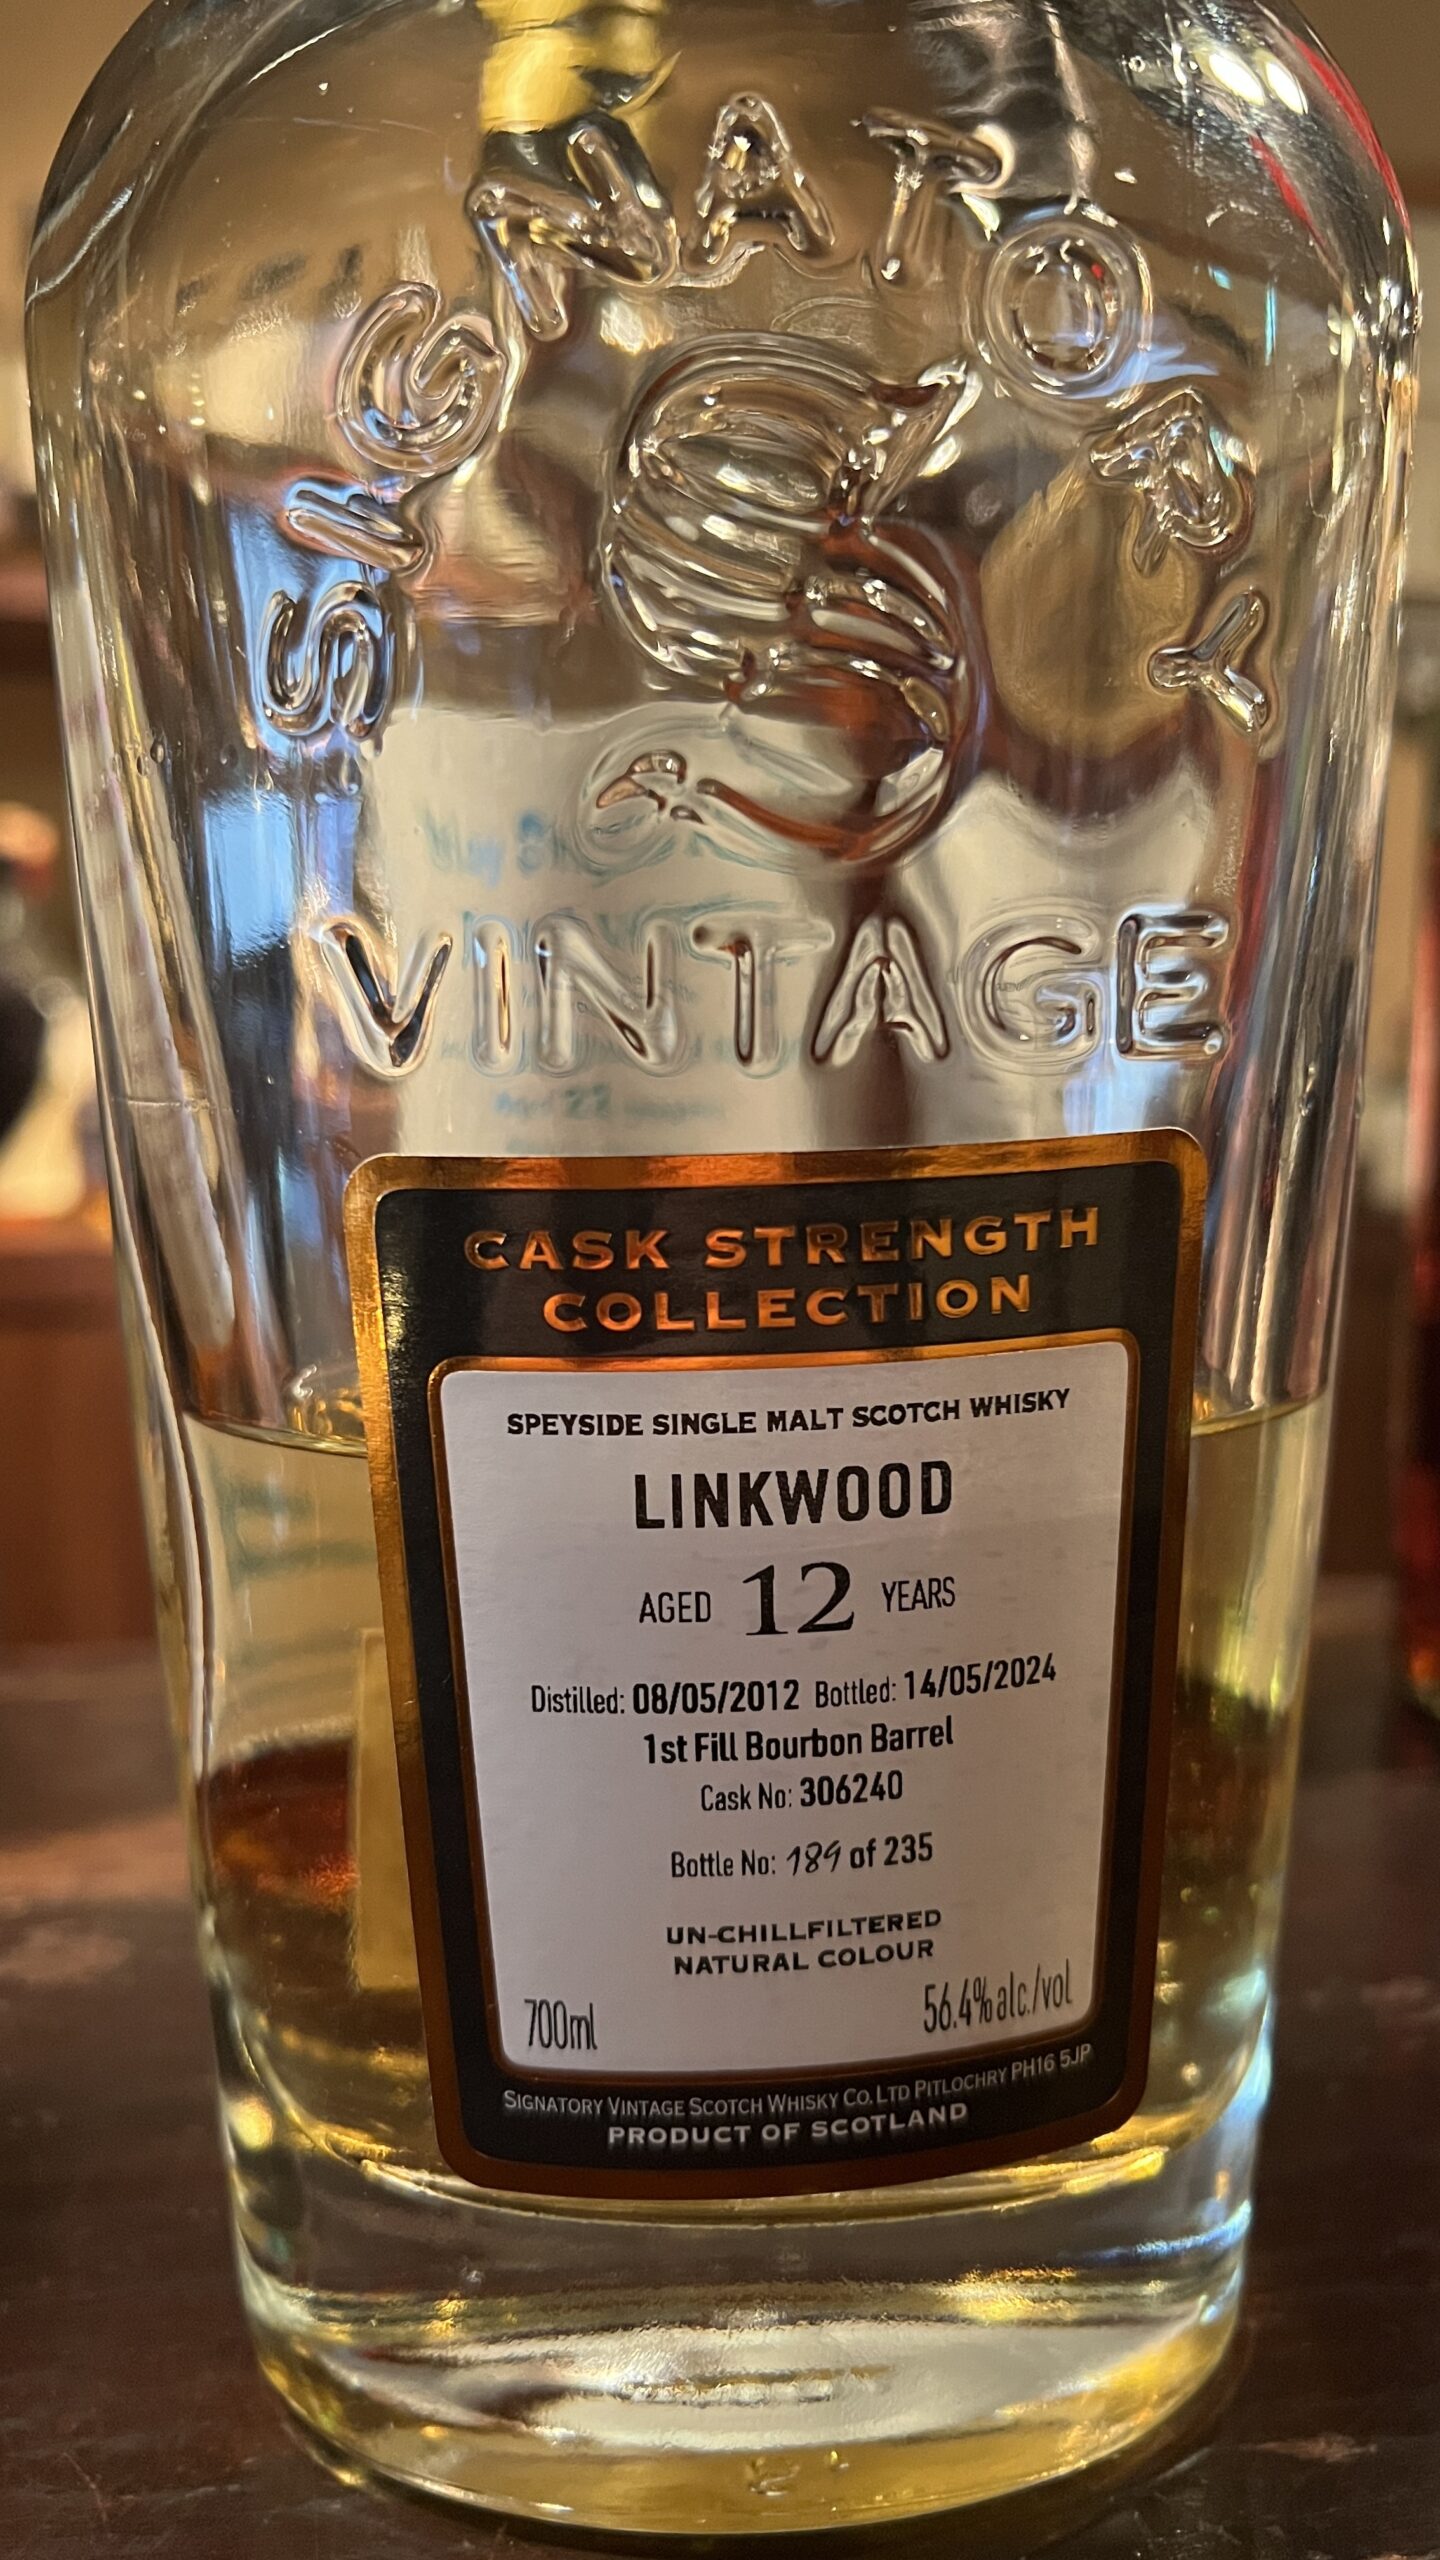 SIGNATORY
VINTAGE
CASK STRENGTH
COLLECTION
SPEYSIDE SINGLE MALT SCOTCH WHISKY
LINKWOOD
AGED 12 YEARS
Distilled: 08/05/2012 Bottled: 14/05/2024
1st Fill Bourbon Barrel
Cask No: 306240
Bottle No: 189 of 235
UN-CHILLFILTERED
NATURAL COLOUR
700ml 56.4% alc./vol
SIGNATORY VINTAGE SCOTCH WHISKY CO. LTD PITLOCHRY PH16 5JP
PRODUCT OF SCOTLAND